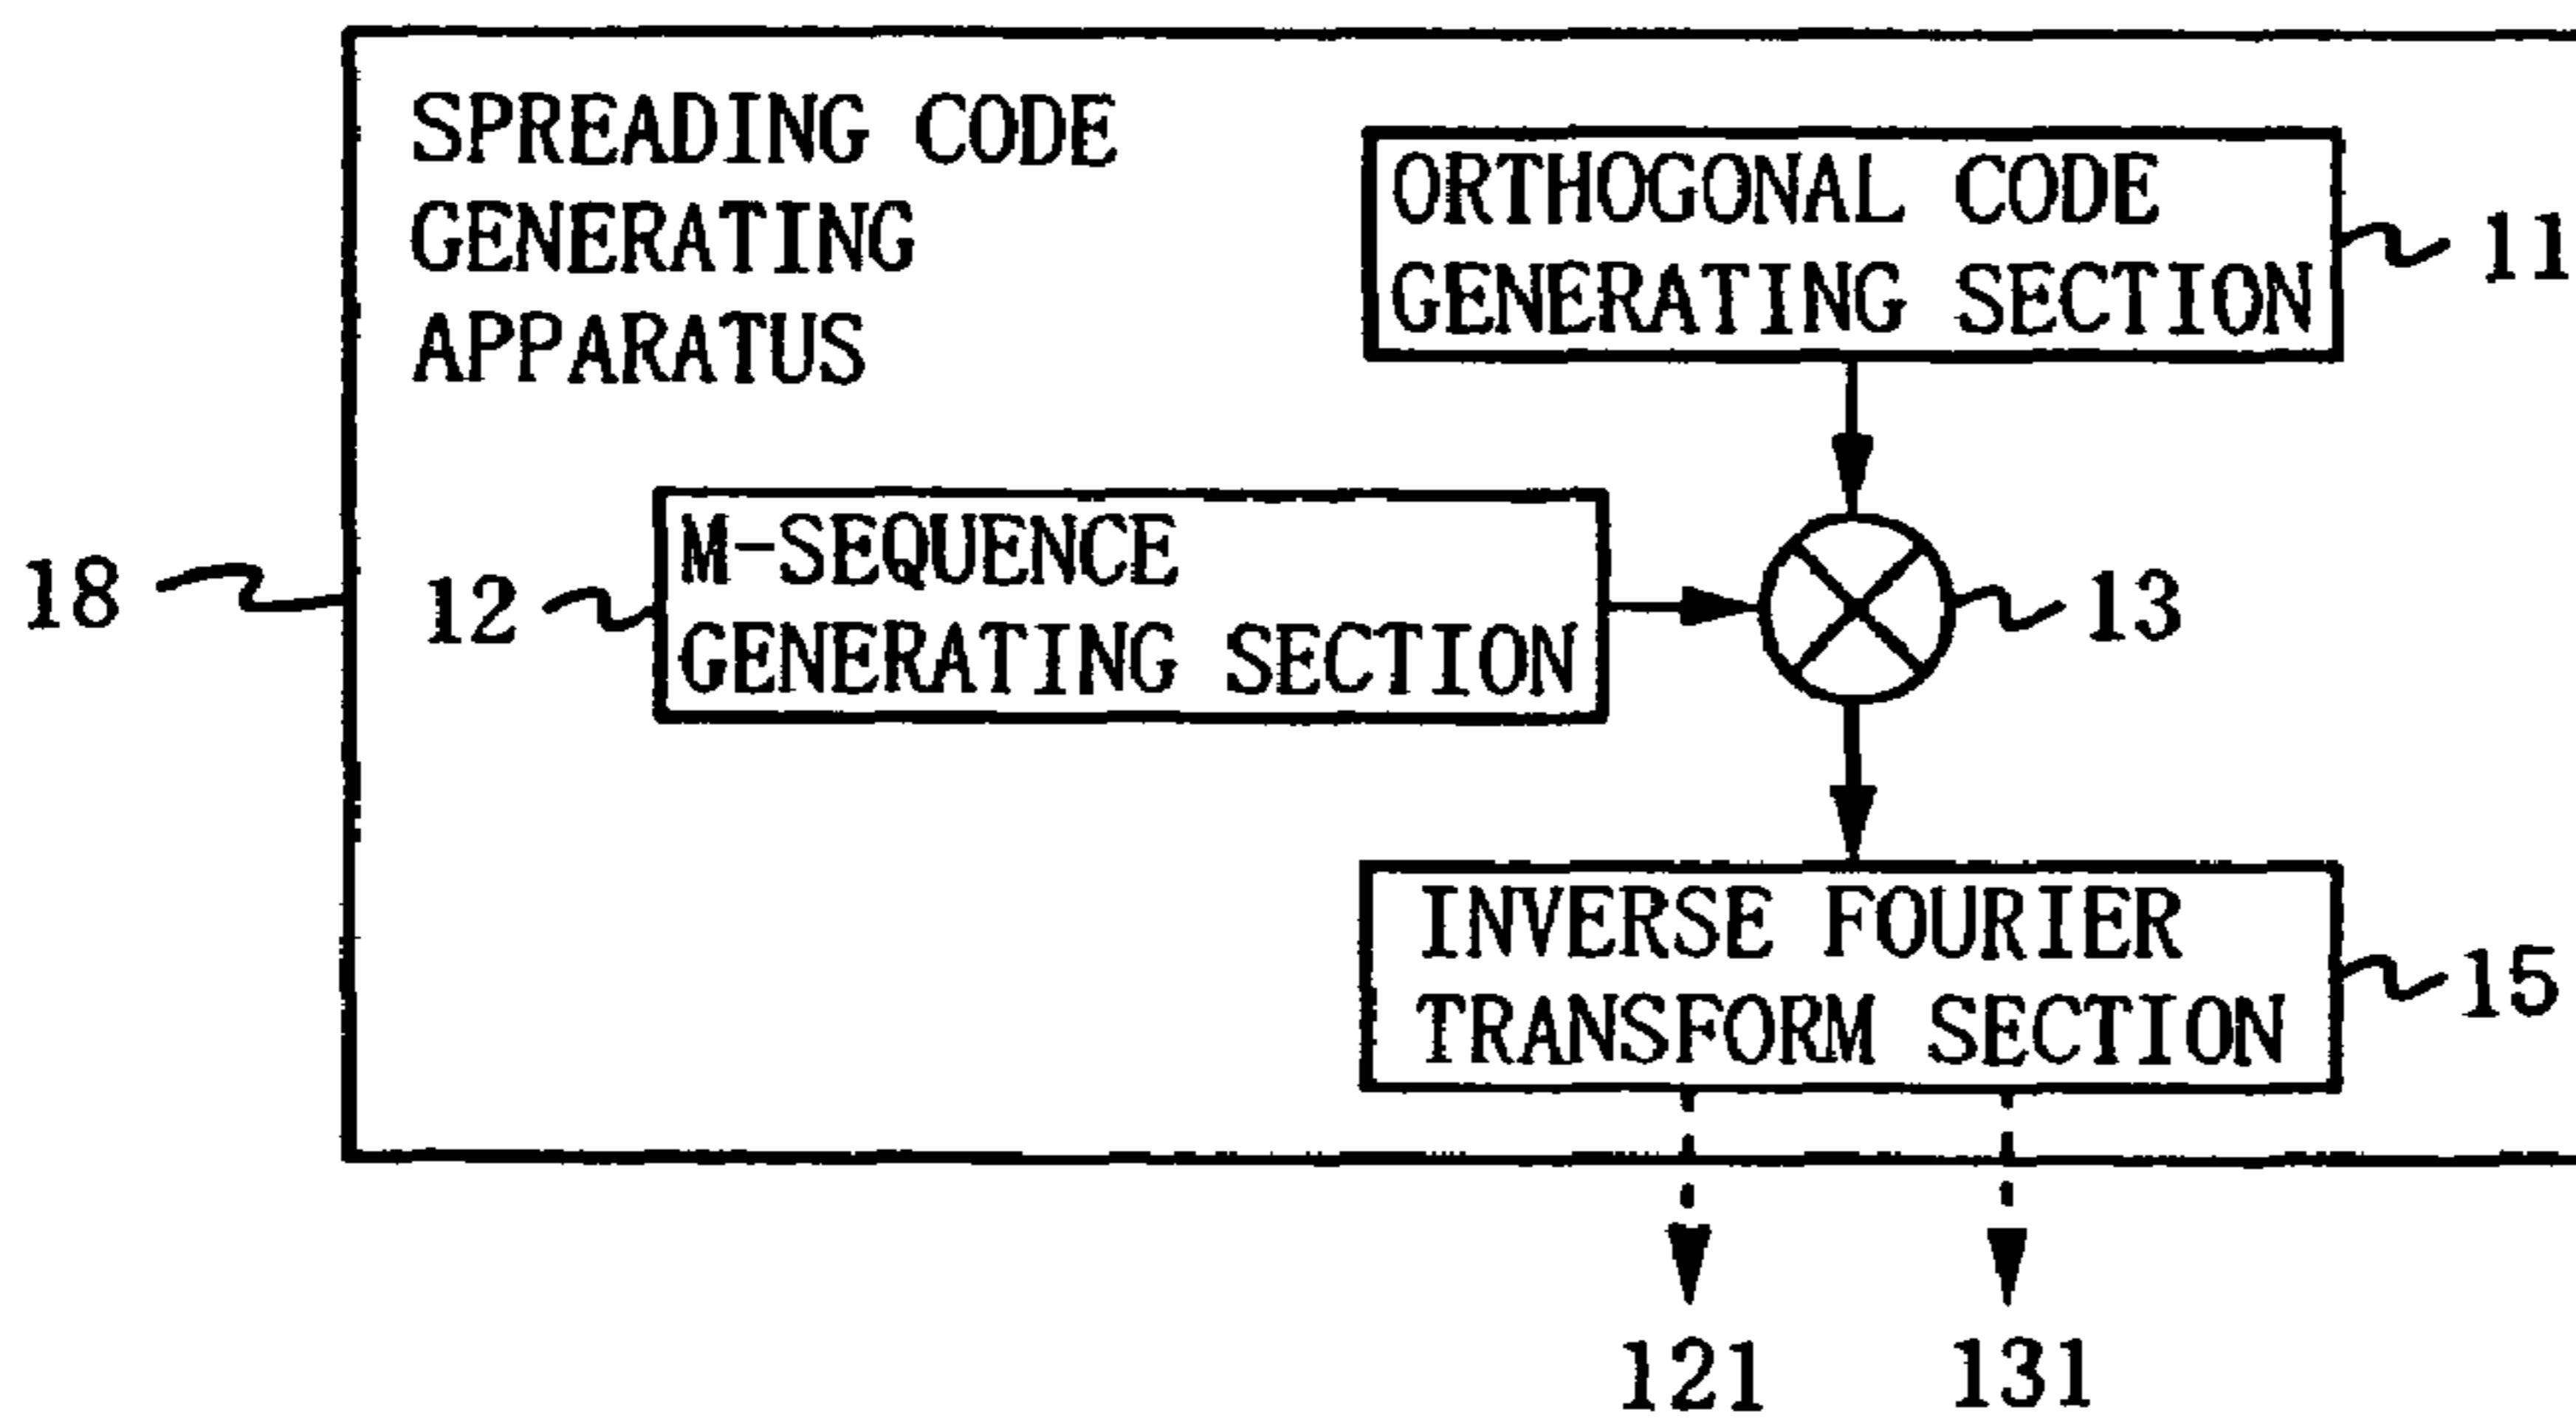 SPREADING CODE
GENERATING
APPARATUS
ORTHOGONAL CODE
GENERATING SECTION
11
M-SEQUENCE
GENERATING SECTION
18
12
13
INVERSE FOURIER
TRANSFORM SECTION
15
121
131